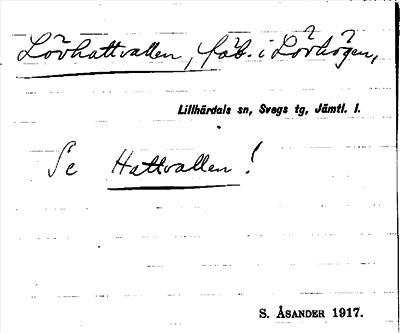 Lövhattvallen, fäb. i Lövhögen,
Lillhärdals sn, Svegs tg, Jämtl. l.
Se Hattvallen!
S. ÅSANDER 1917.